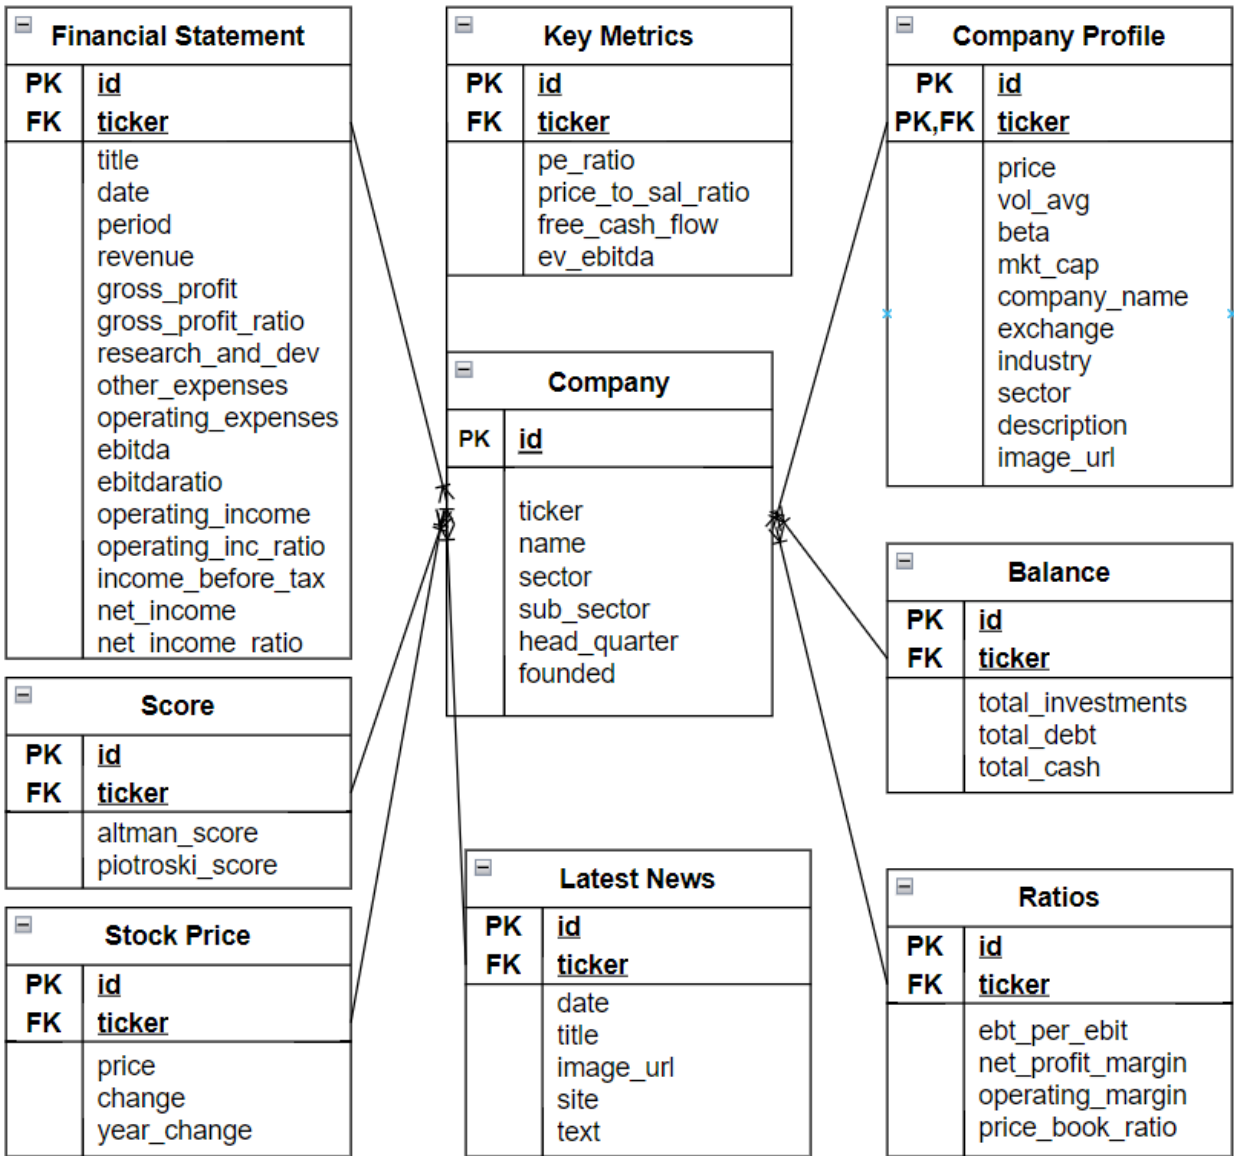 Financial Statement
PK id
FK ticker
title
date
period
revenue
gross_profit
gross_profit_ratio
research_and_dev
other_expenses
operating_expenses
ebitda
ebitdaratio
operating_income
operating_inc_ratio
income_before_tax
net_income
net_income_ratio
Score
PK id
FK ticker
altman_score
piotroski_score
Stock Price
PK id
FK ticker
price
change
year_change
Key Metrics
PK id
FK ticker
pe_ratio
price_to_sal_ratio
free_cash_flow
ev_ebitda
Company
PK id
ticker
name
sector
sub_sector
head_quarter
founded
Latest News
PK id
FK ticker
date
title
image_url
site
text
Company Profile
PK id
PK,FK ticker
price
vol_avg
beta
mkt_cap
company_name
exchange
industry
sector
description
image_url
Balance
PK id
FK ticker
total_investments
total_debt
total_cash
Ratios
PK id
FK ticker
ebt_per_ebit
net_profit_margin
operating_margin
price_book_ratio